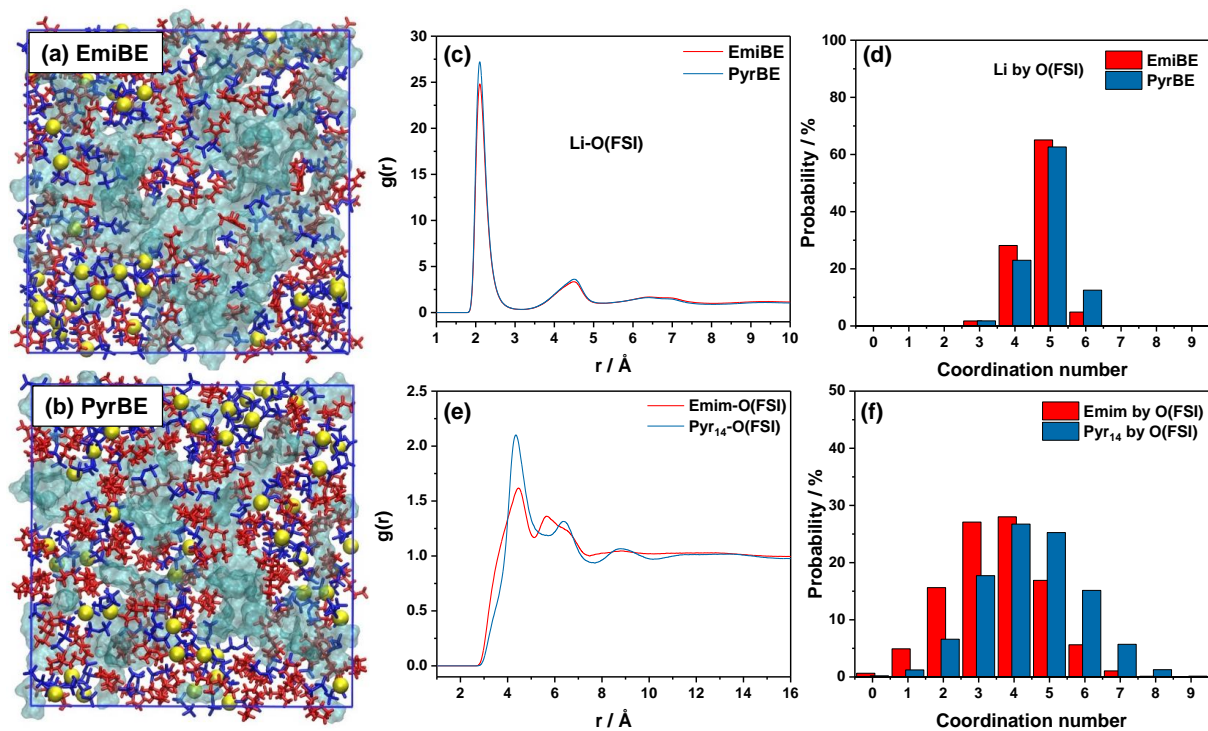 (a) EmiBE
(b) PyrBE
(c)
EmiBE
PyrBE
Li-O(FSI)
g(r)
30
25
20
15
10
5
0
1 2 3 4 5 6 7 8 9 10
r / Å
(d)
Li by O(FSI)
EmiBE
PyrBE
Probability / %
100
80
60
40
20
0
0 1 2 3 4 5 6 7 8 9
Coordination number
(e)
Emim-O(FSI)
Pyr₁₄-O(FSI)
g(r)
2.5
2.0
1.5
1.0
0.5
0.0
2 4 6 8 10 12 14 16
r / Å
(f)
Emim by O(FSI)
Pyr₁₄ by O(FSI)
Probability / %
50
40
30
20
10
0
0 1 2 3 4 5 6 7 8 9
Coordination number